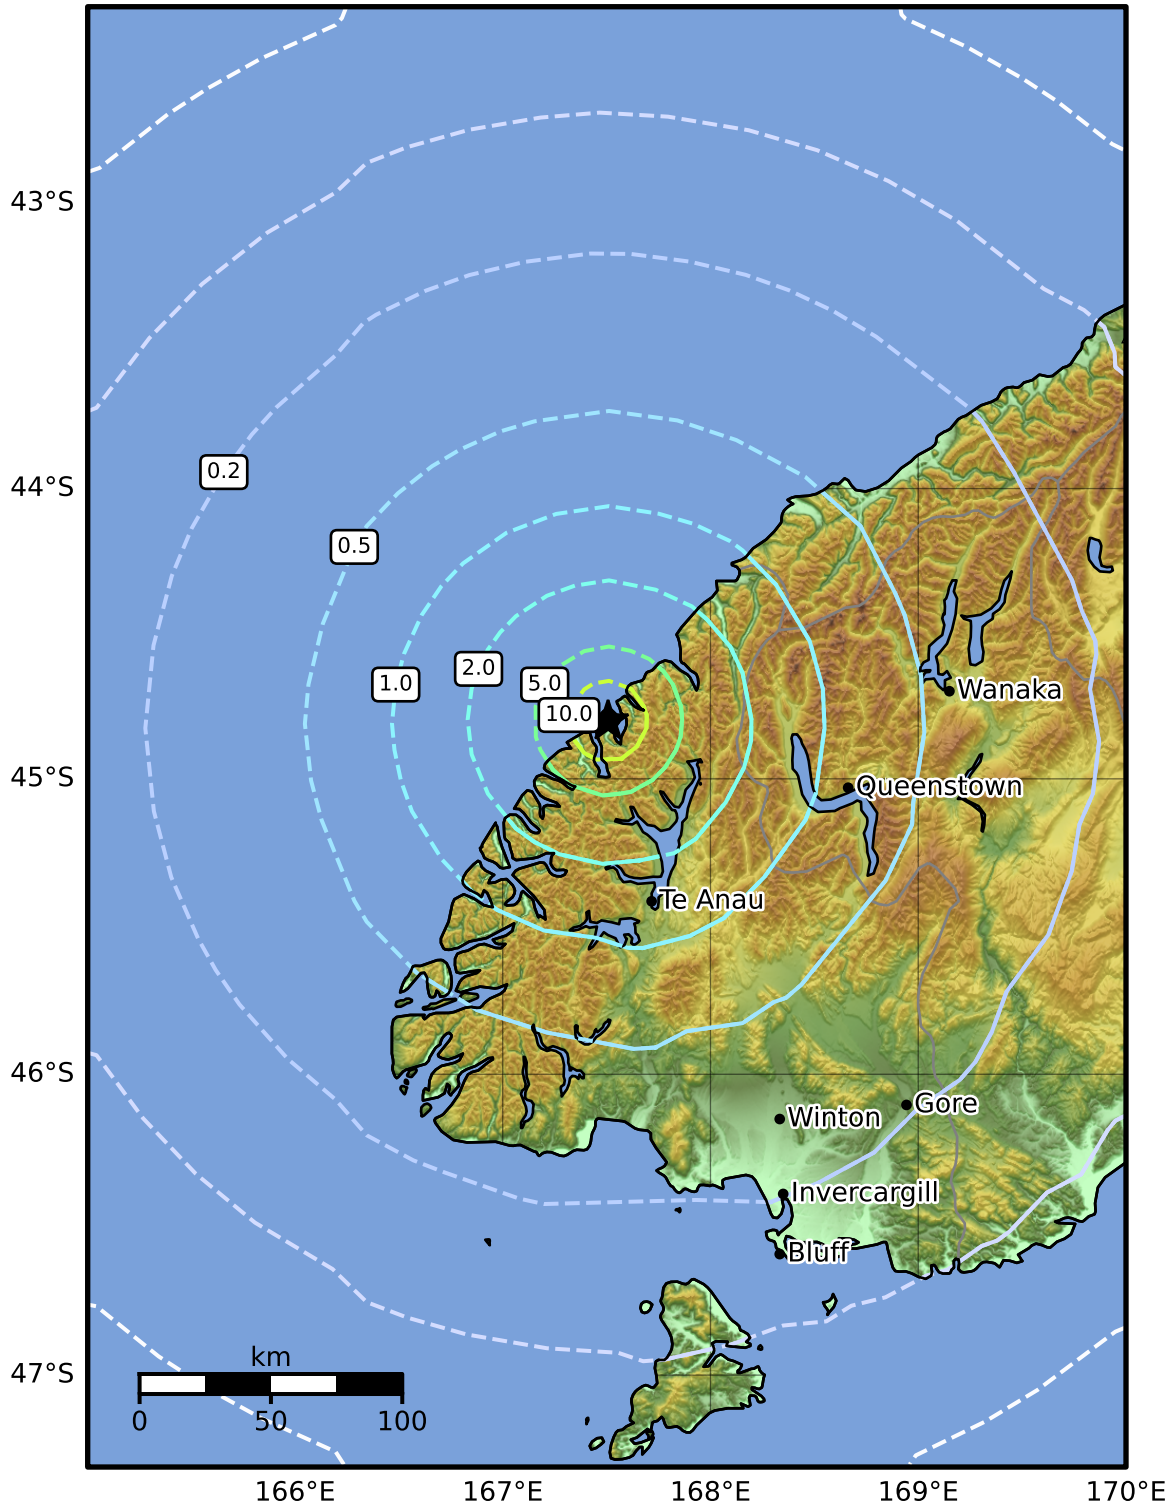 43°S
44°S
0.2
0.5
2.0
1.0
5.0
10.0
Wanaka
45°S
Queenstown
Te Anau
46°S
Gore
Winton
Invercargill
Bluff
km
47°S
0 50 100
166°E 167°E 168°E 169°E 170°E